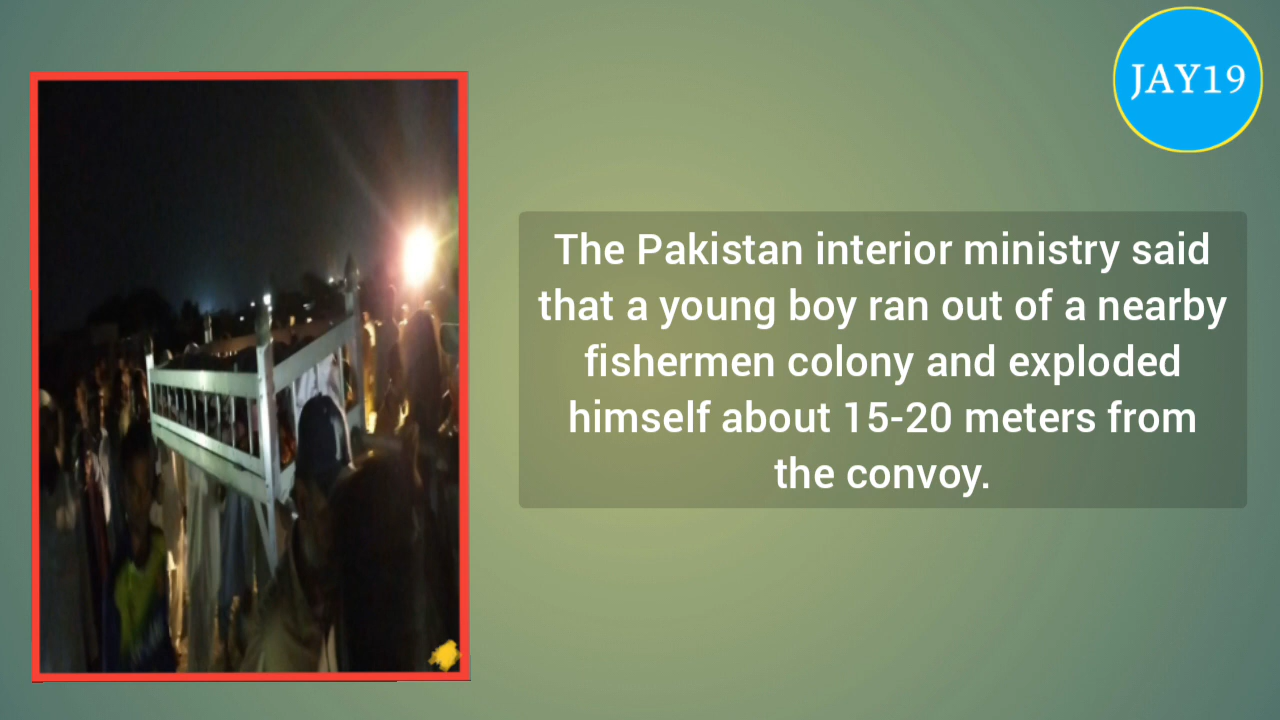 JAY19
The Pakistan interior ministry said
that a young boy ran out of a nearby
fishermen colony and exploded
himself about 15-20 meters from
the convoy.